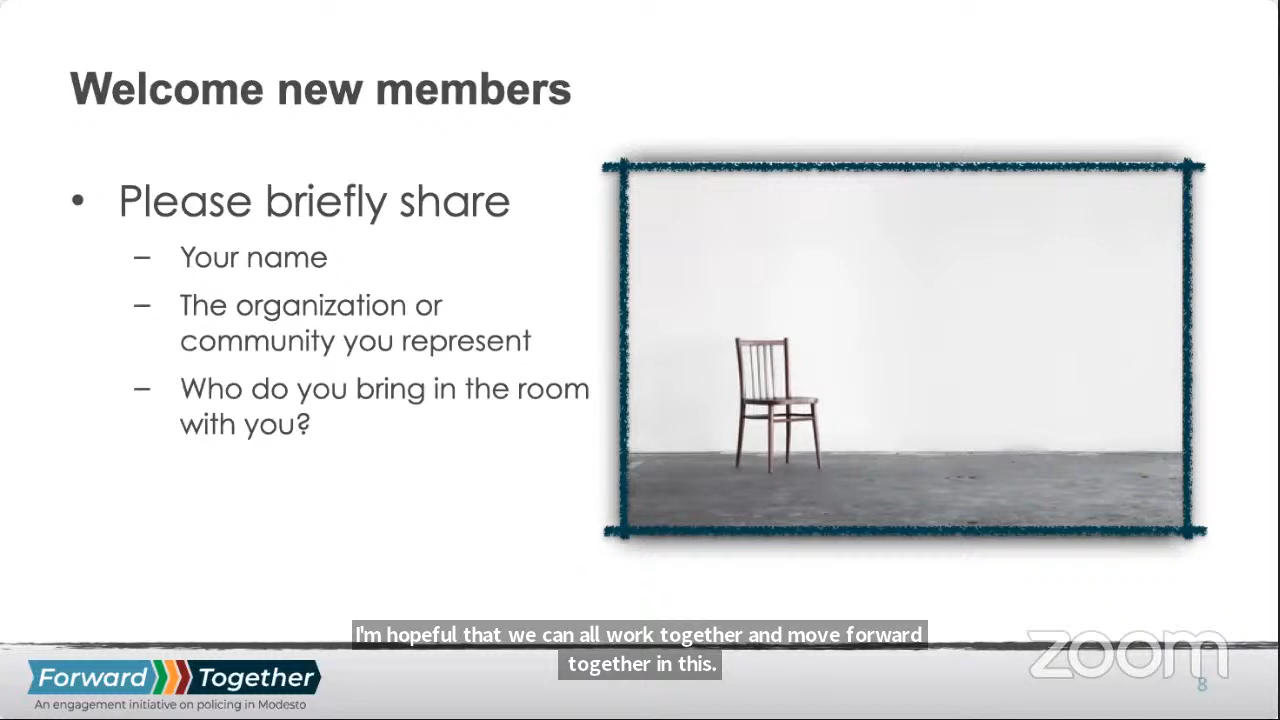 Welcome new members
• Please briefly share
– Your name
– The organization or
community you represent
– Who do you bring in the room
with you?
I'm hopeful that we can all work together and move forward
together in this.
Forward Together
An engagement initiative on policing in Modesto
zoom
8